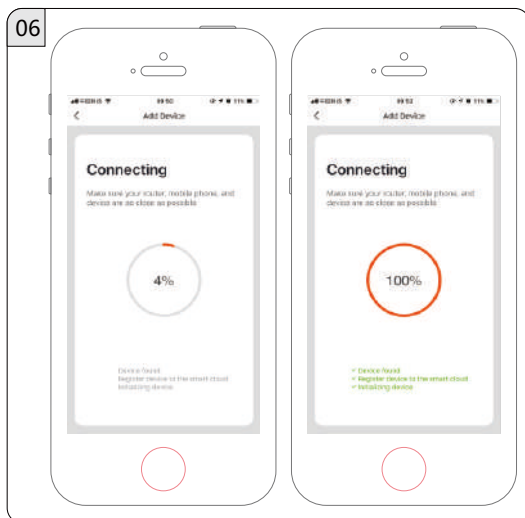 06
Add Device
Connecting
Make sure your router, mobile phone, and
device are as close as possible
4%
Device found
Register device to the smart cloud
Initializing device
Add Device
Connecting
Make sure your router, mobile phone, and
device are as close as possible
100%
✓ Device found
✓ Register device to the smart cloud
✓ Initializing device